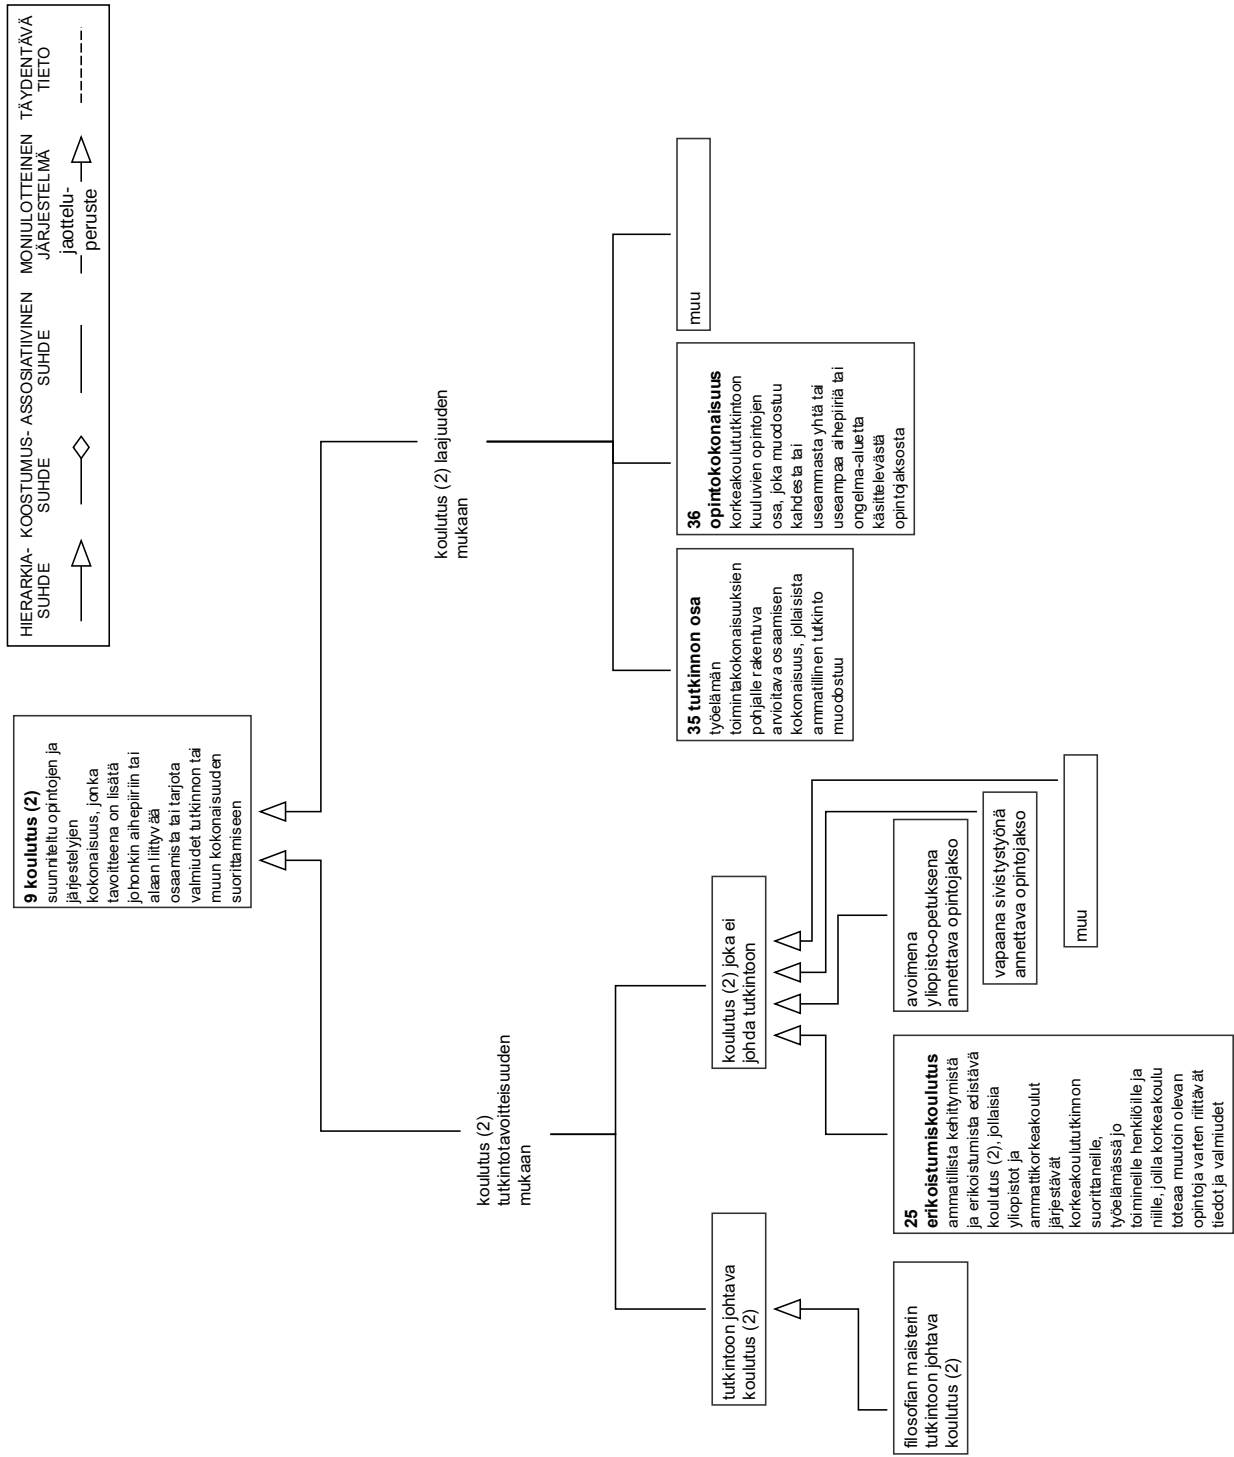 HIERARKIA-
SUHDE
KOOSTUMUS-
SUHDE
ASSOSIATIIVINEN
SUHDE
MONIULOTTEINEN
JÄRJESTELMÄ
jaottelu-
peruste
TÄYDENTÄVÄ
TIETO
9 koulutus (2)
suunniteltu opintojen ja
järjestelyjen
kokonaisuus, jonka
tavoitteena on lisätä
johonkin aihepiiriin tai
alaan liittyvää
osaamista tai tarjota
valmiudet tutkinnon tai
muun kokonaisuuden
suorittamiseen
koulutus (2)
tutkintotavoitteisuuden
mukaan
koulutus (2) laajuuden
mukaan
tutkintoon johtava
koulutus (2)
koulutus (2) joka ei
johda tutkintoon
filosofian maisterin
tutkintoon johtava
koulutus (2)
25
erikoistumiskoulutus
ammatillista kehittymistä
ja erikoistumista edistävä
koulutus (2), jollaisia
yliopistot ja
ammattikorkeakoulut
järjestävät
korkeakoulututkinnon
suorittaneille,
työelämässä jo
toimineille henkilöille ja
niille, joilla korkeakoulu
toteaa muutoin olevan
opintoja varten riittävät
tiedot ja valmiudet
avoimena
yliopisto-opetuksena
annettava opintojakso
vapaana sivistystyönä
annettava opintojakso
muu
35 tutkinnon osa
työelämän
toimintakokonaisuuksien
pohjalle rakentuva
arvioitava osaamisen
kokonaisuus, jollaisista
ammatillinen tutkinto
muodostuu
36
opintokokonaisuus
korkeakoulututkintoon
kuuluvien opintojen
osa, joka muodostuu
kahdesta tai
useammasta yhtä tai
useampaa aihepiiriä tai
ongelma-aluetta
käsittelevästä
opintojaksosta
muu